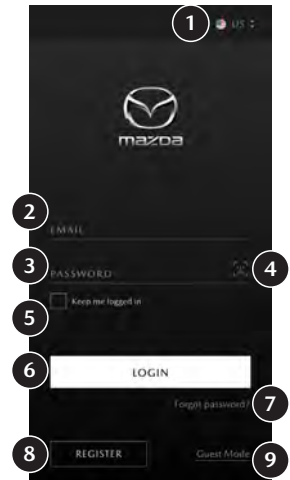 1 US
mazda
2
EMAIL
3 PASSWORD 4
Keep me logged in
5
6 LOGIN
Forgot password? 7
8 REGISTER Guest Mode 9